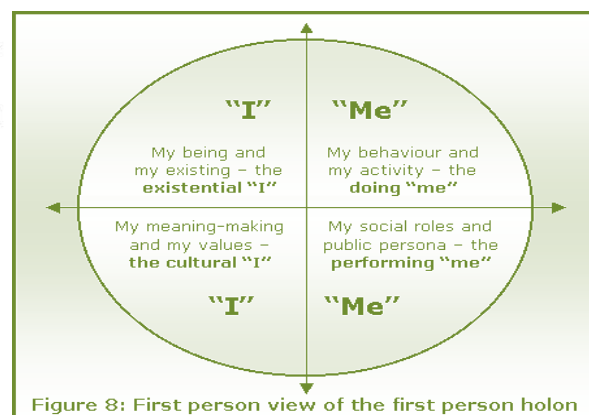 “I”
“Me”
My being and
my existing – the
existential “I”
My behaviour and
my activity – the
doing “me”
My meaning-making
and my values –
the cultural “I”
My social roles and
public persona – the
performing “me”
“I”
“Me”
Figure 8: First person view of the first person holon